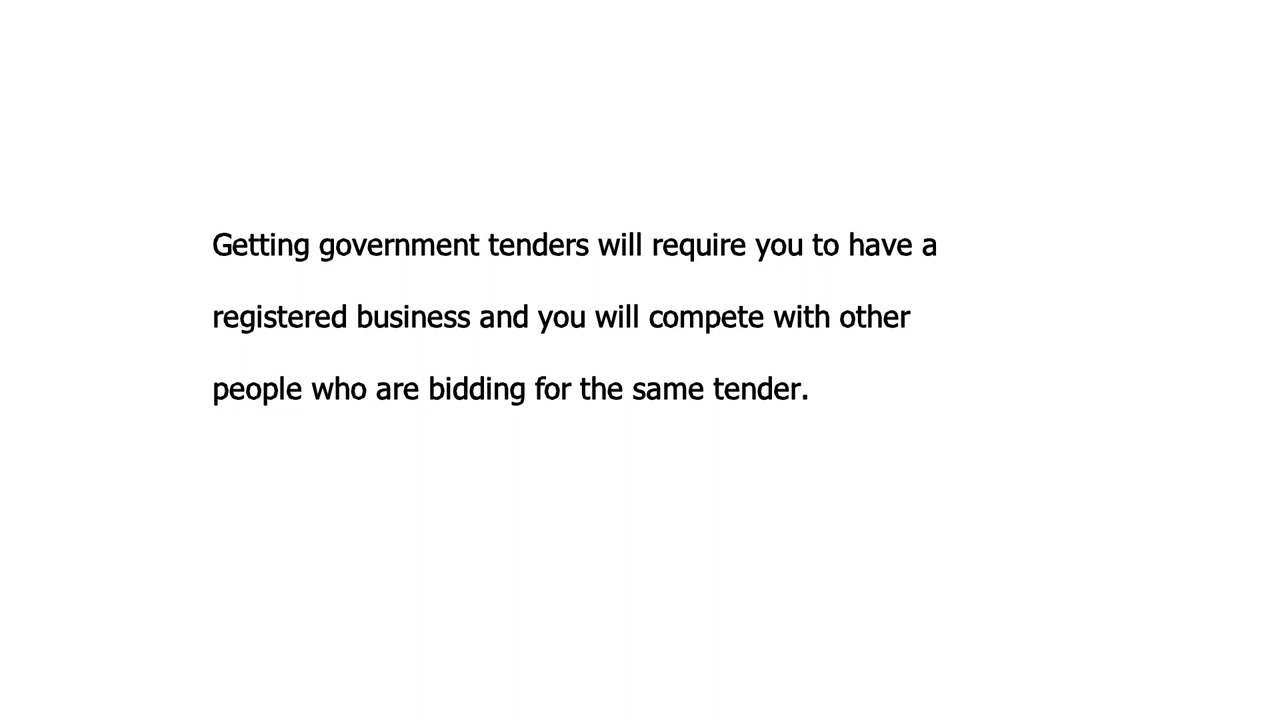 Getting government tenders will require you to have a
registered business and you will compete with other
people who are bidding for the same tender.